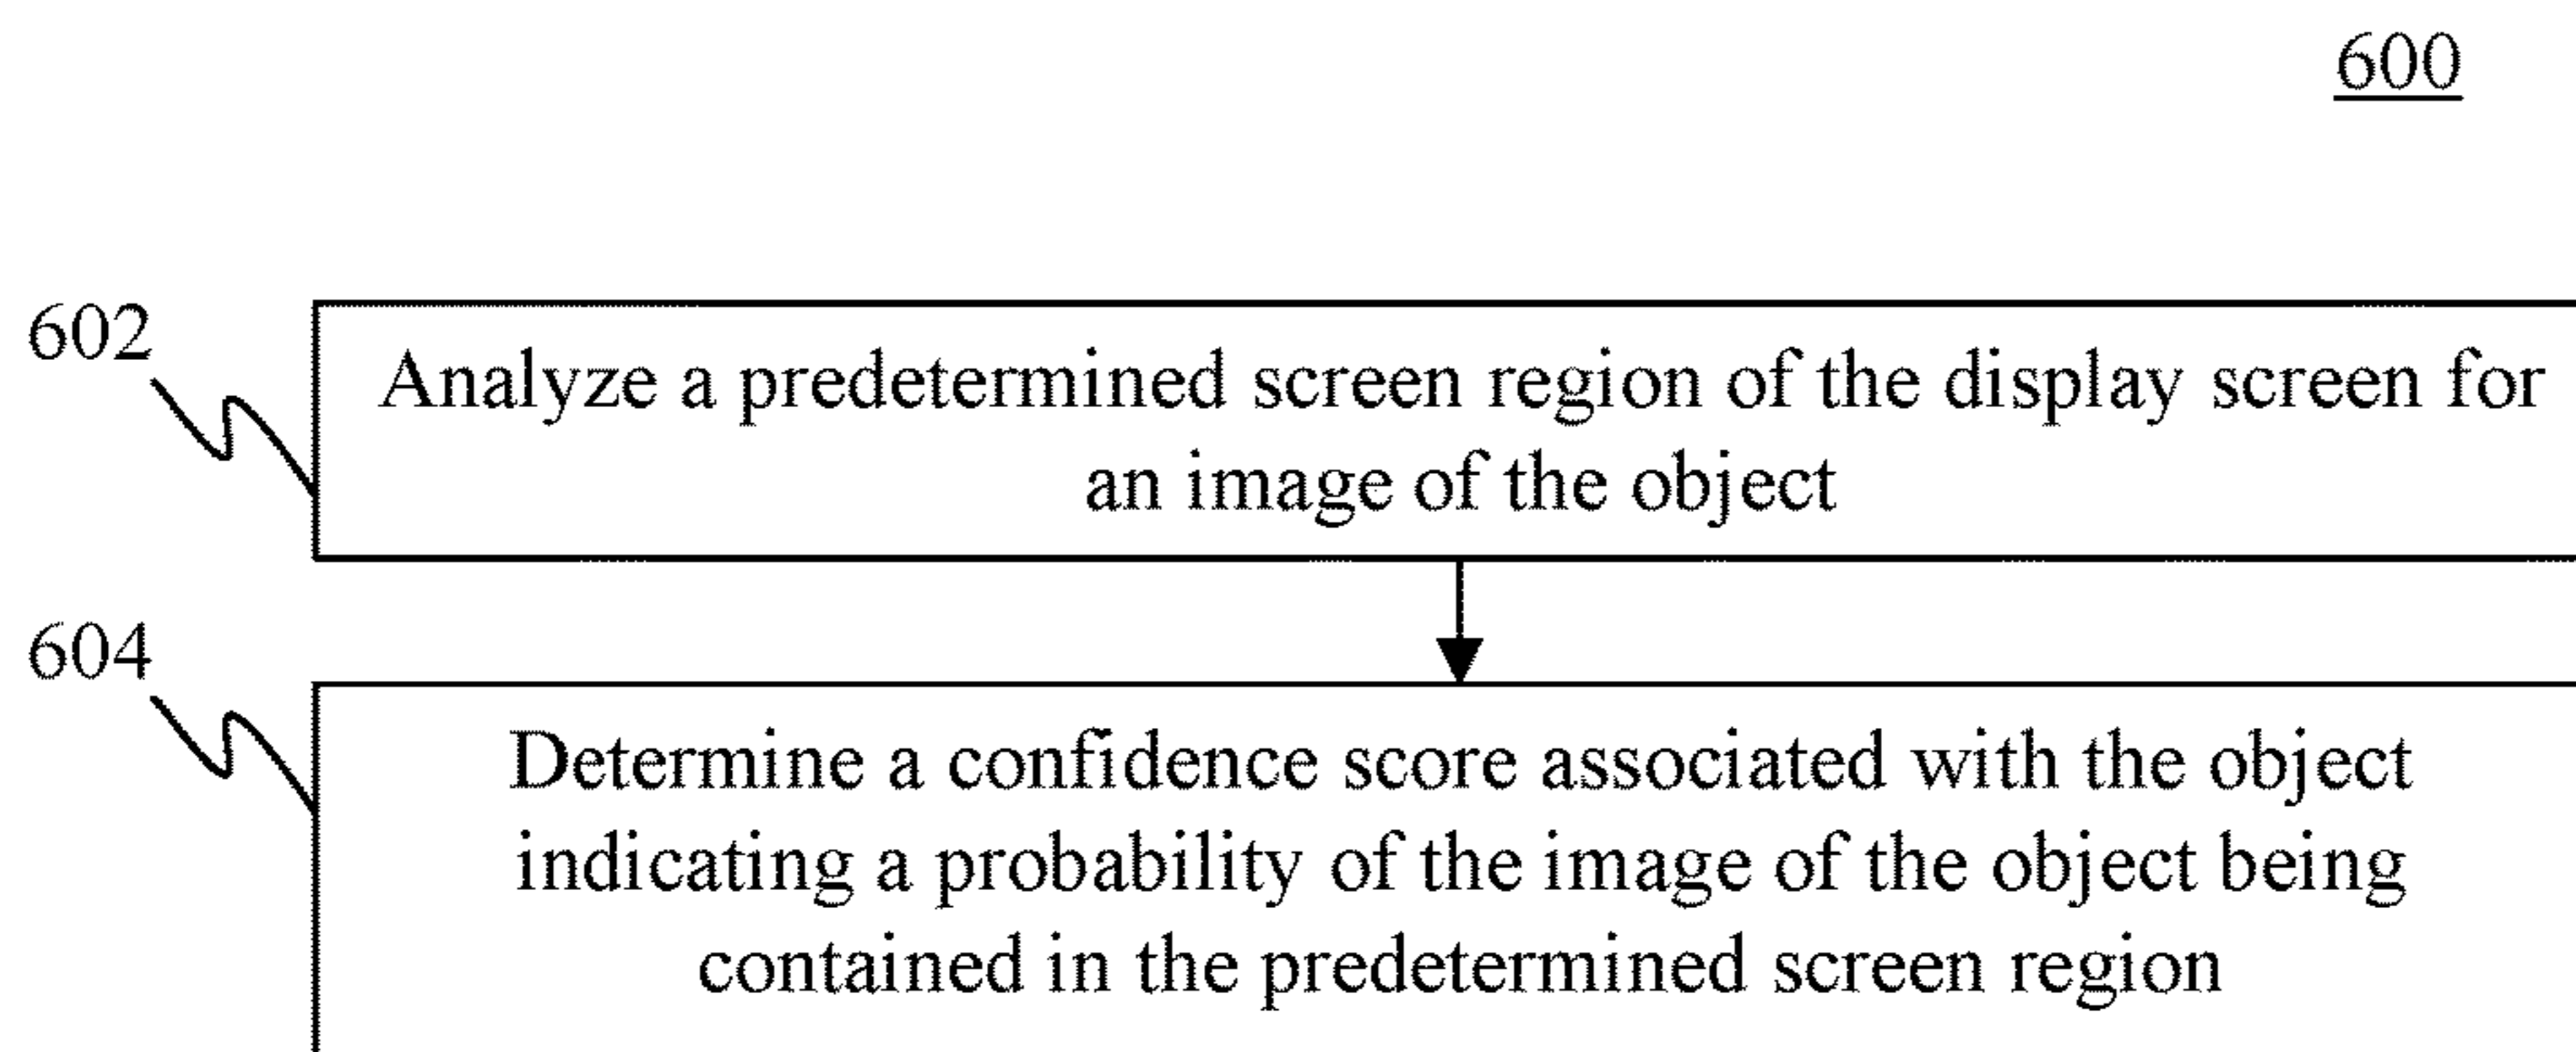 600
602
Analyze a predetermined screen region of the display screen for
an image of the object
604
Determine a confidence score associated with the object
indicating a probability of the image of the object being
contained in the predetermined screen region